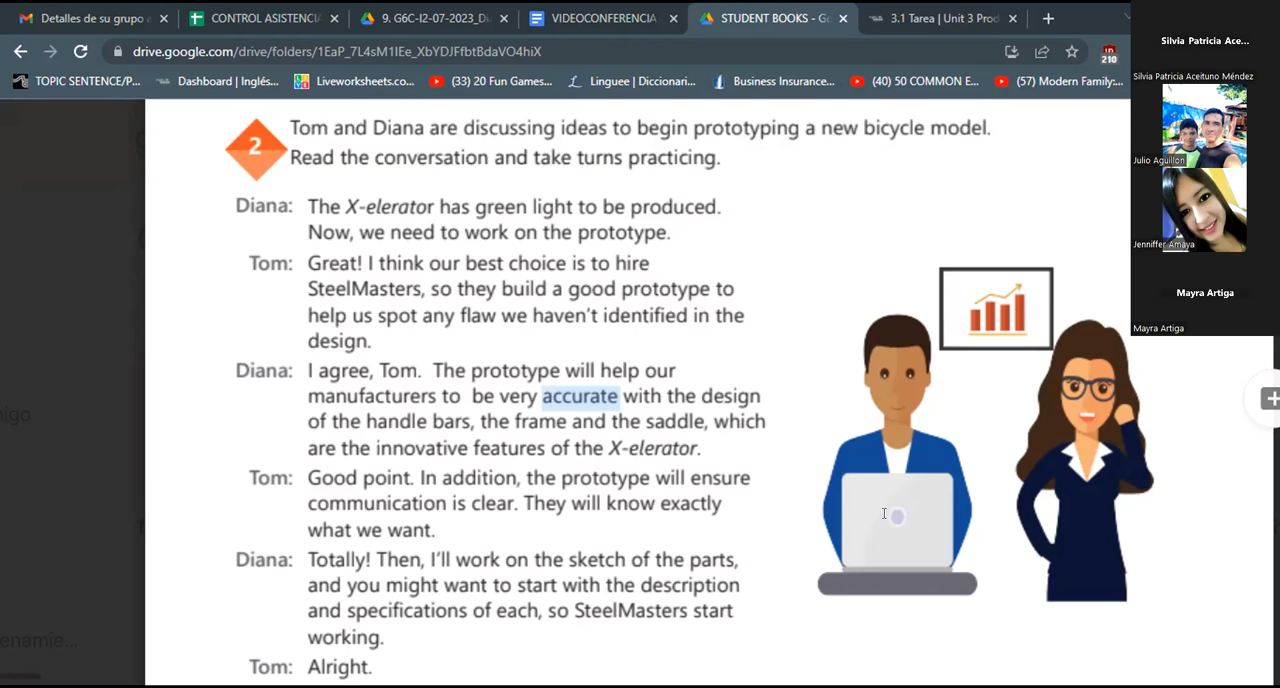 Detalles de su grupo a
CONTROL ASISTENCI
9. G6C-I2-07-2023_Di
VIDEOCONFERENCIA
STUDENT BOOKS - Go
3.1 Tarea | Unit 3 Prod
drive.google.com/drive/folders/1EaP_7L4sM1IEe_XbYDJFfbtBdaVO4hiX
210
TOPIC SENTENCE/P...
Dashboard | Inglés...
Liveworksheets.co...
(33) 20 Fun Games...
Linguee | Diccionari...
Business Insurance...
(40) 50 COMMON E...
(57) Modern Family:...
Silvia Patricia Ace...
Silvia Patricia Aceituno Méndez
Julio Aguillon
Jenniffer Amaya
Mayra Artiga
Mayra Artiga
2
Tom and Diana are discussing ideas to begin prototyping a new bicycle model.
Read the conversation and take turns practicing.
Diana: The X-elerator has green light to be produced.
Now, we need to work on the prototype.
Tom: Great! I think our best choice is to hire
SteelMasters, so they build a good prototype to
help us spot any flaw we haven't identified in the
design.
Diana: I agree, Tom. The prototype will help our
manufacturers to be very accurate with the design
of the handle bars, the frame and the saddle, which
are the innovative features of the X-elerator.
Tom: Good point. In addition, the prototype will ensure
communication is clear. They will know exactly
what we want.
Diana: Totally! Then, I'll work on the sketch of the parts,
and you might want to start with the description
and specifications of each, so SteelMasters start
working.
Tom: Alright.
nigo
enamie...